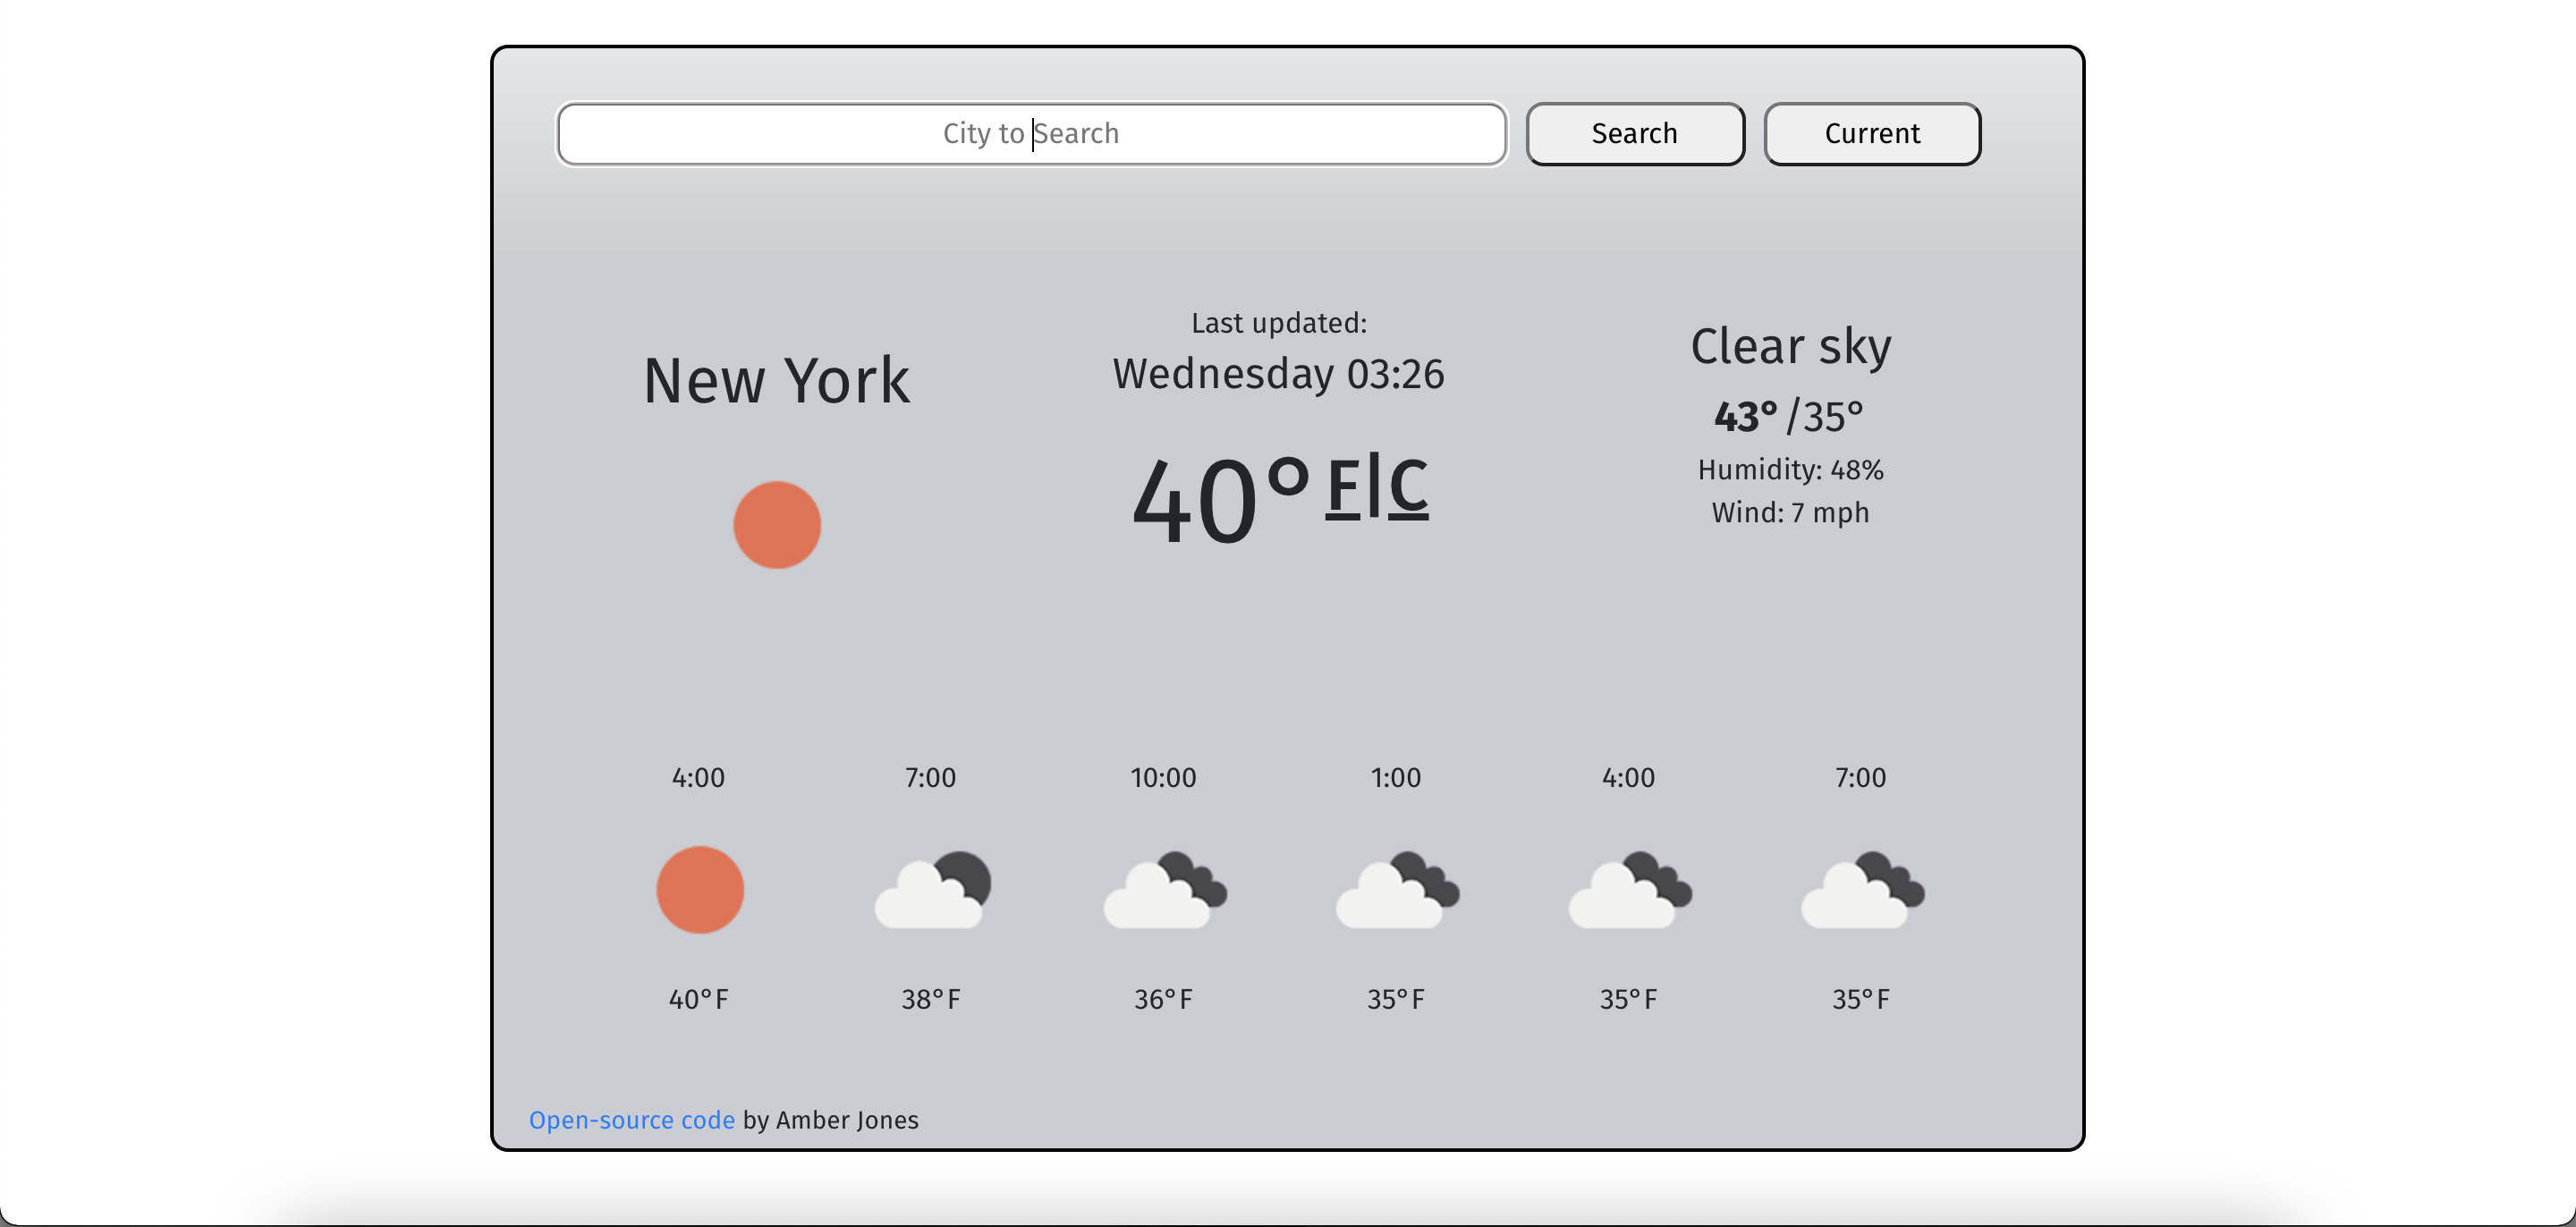 City to Search
Search
Current
New York
Last updated:
Wednesday 03:26
40° F|C
Clear sky
43° /35°
Humidity: 48%
Wind: 7 mph
4:00 7:00 10:00 1:00 4:00 7:00
40°F 38°F 36°F 35°F 35°F 35°F
Open-source code by Amber Jones